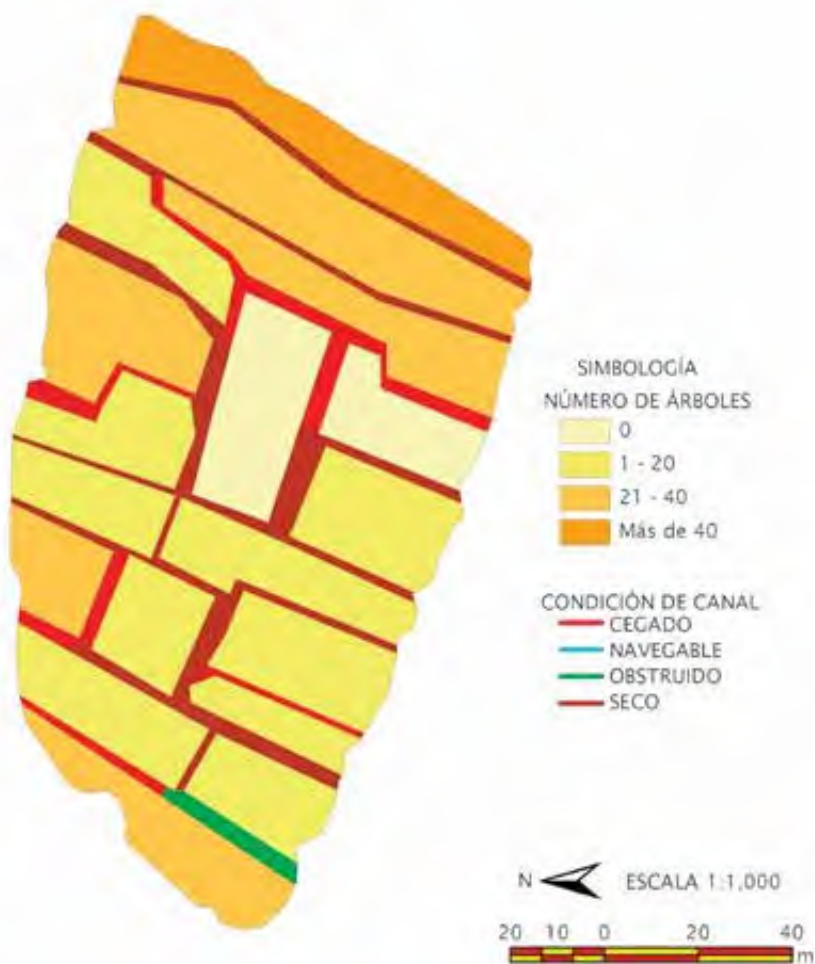 SIMBOLOGÍA
NÚMERO DE ÁRBOLES
0
1 - 20
21 - 40
Más de 40
CONDICIÓN DE CANAL
CEGADO
NAVEGABLE
OBSTRUIDO
SECO
N ESCALA 1:1,000
20 10 0 20 40
m